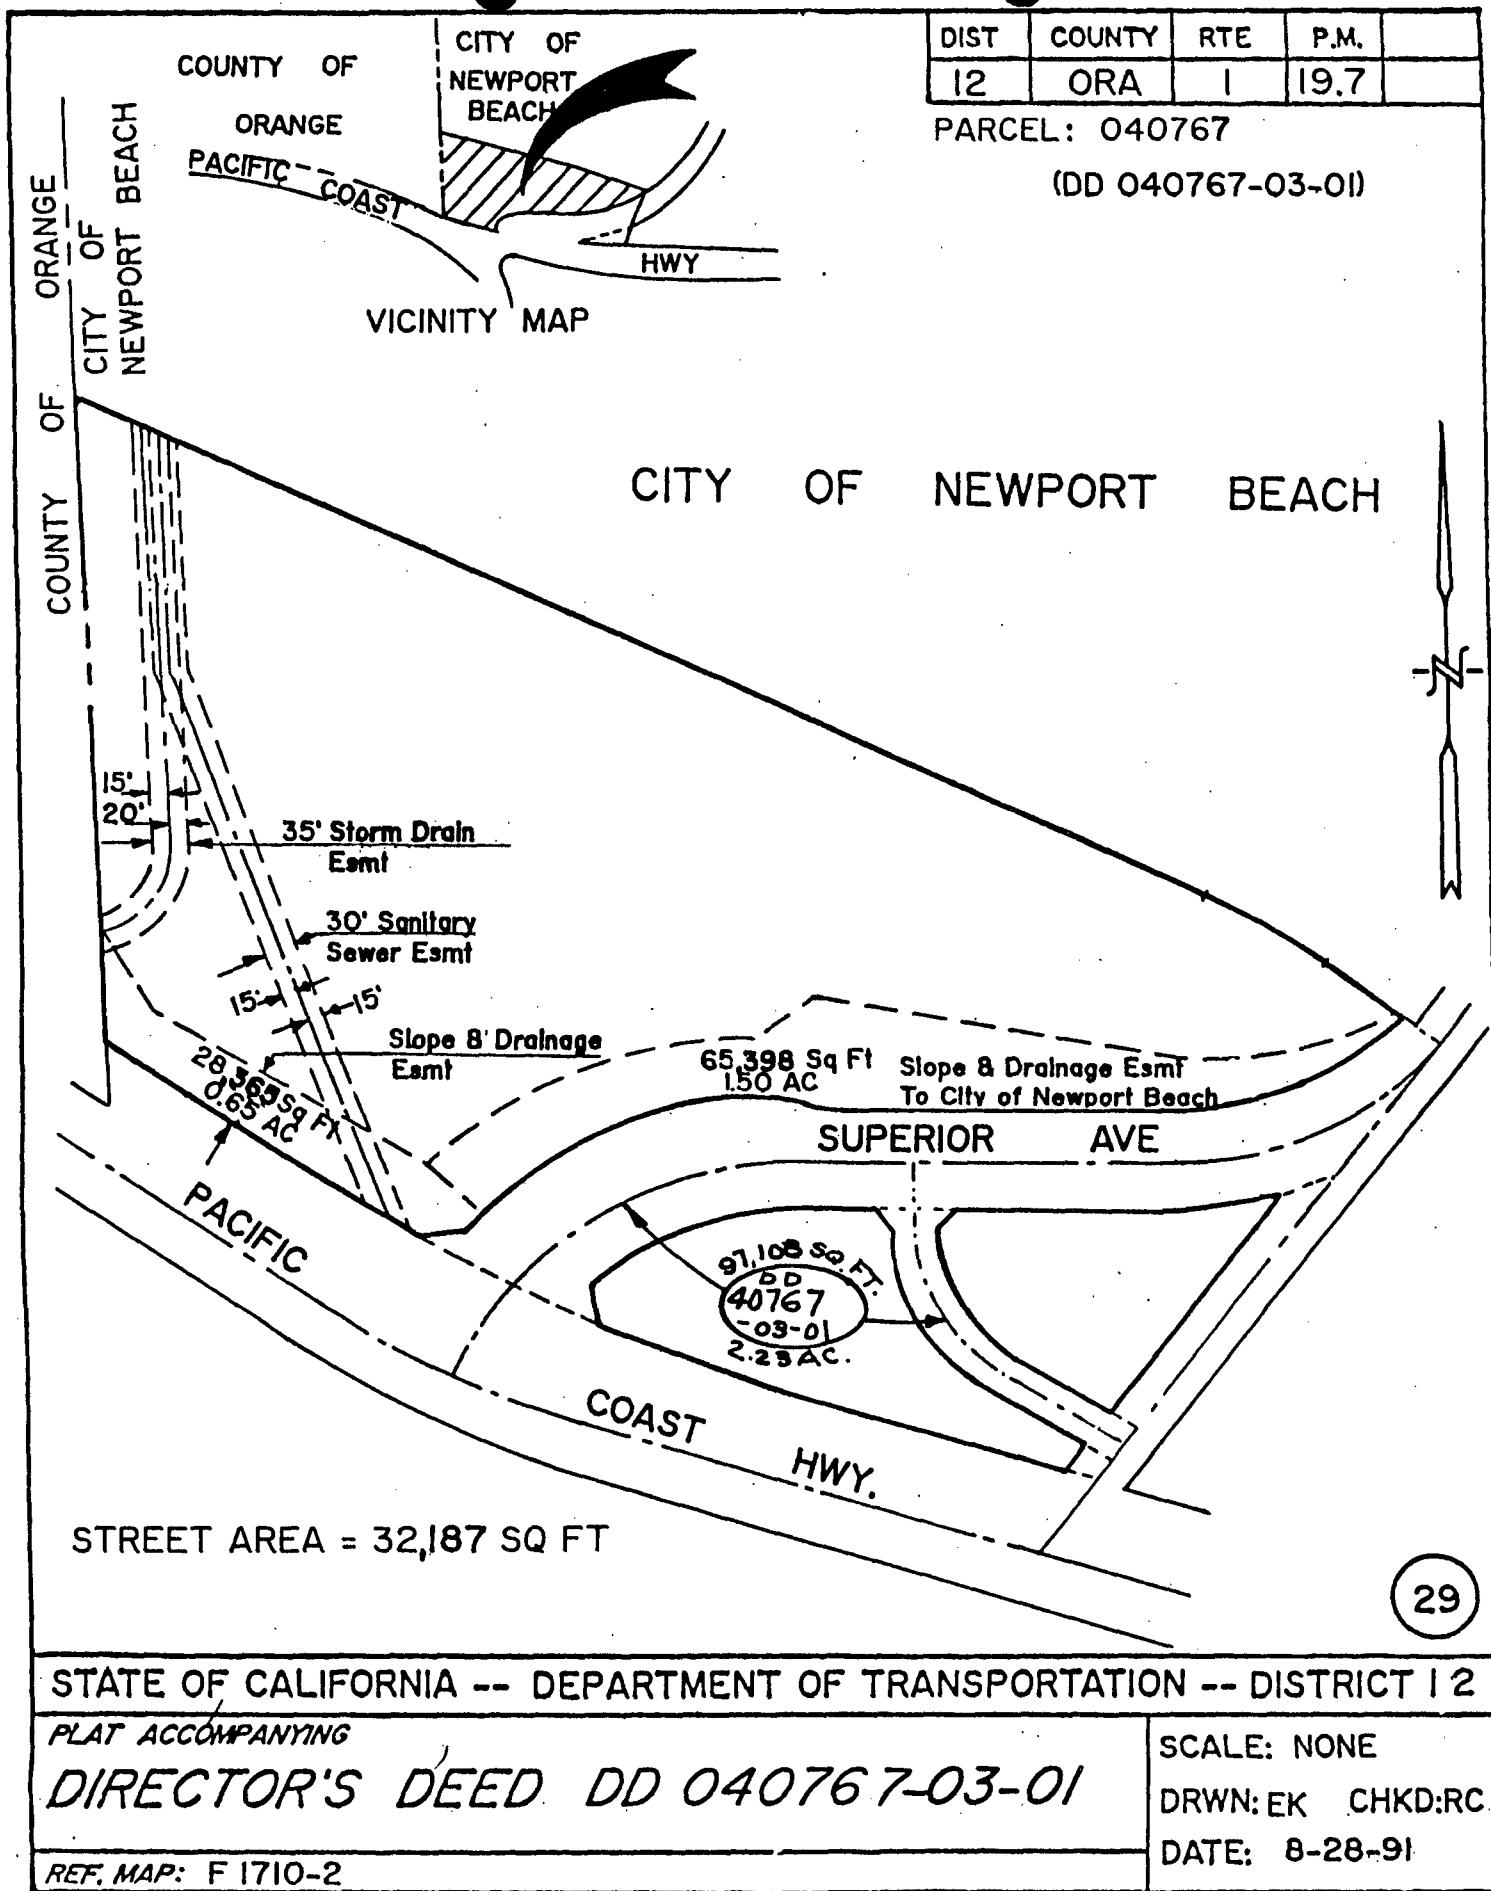 DIST COUNTY RTE P.M.
12 ORA 1 19.7
PARCEL: 040767
(DD 040767-03-01)
COUNTY OF
ORANGE
CITY OF
NEWPORT
BEACH
PACIFIC COAST
HWY
VICINITY MAP
COUNTY OF ORANGE
CITY OF
NEWPORT BEACH
CITY OF NEWPORT BEACH
N
15'
20'
35' Storm Drain
Esmt
30' Sanitary
Sewer Esmt
15'
15'
Slope 8' Drainage
Esmt
28,365 Sq Ft
0.65 AC
65,398 Sq Ft
1.50 AC
Slope & Drainage Esmt
To City of Newport Beach
SUPERIOR AVE
PACIFIC
COAST
HWY.
97,108 SQ. FT.
DD
40767
-03-01
2.23 AC.
STREET AREA = 32,187 SQ FT
29
STATE OF CALIFORNIA -- DEPARTMENT OF TRANSPORTATION -- DISTRICT 12
PLAT ACCOMPANYING
DIRECTOR'S DEED DD 040767-03-01
REF. MAP: F 1710-2
SCALE: NONE
DRWN: EK CHKD: RC
DATE: 8-28-91